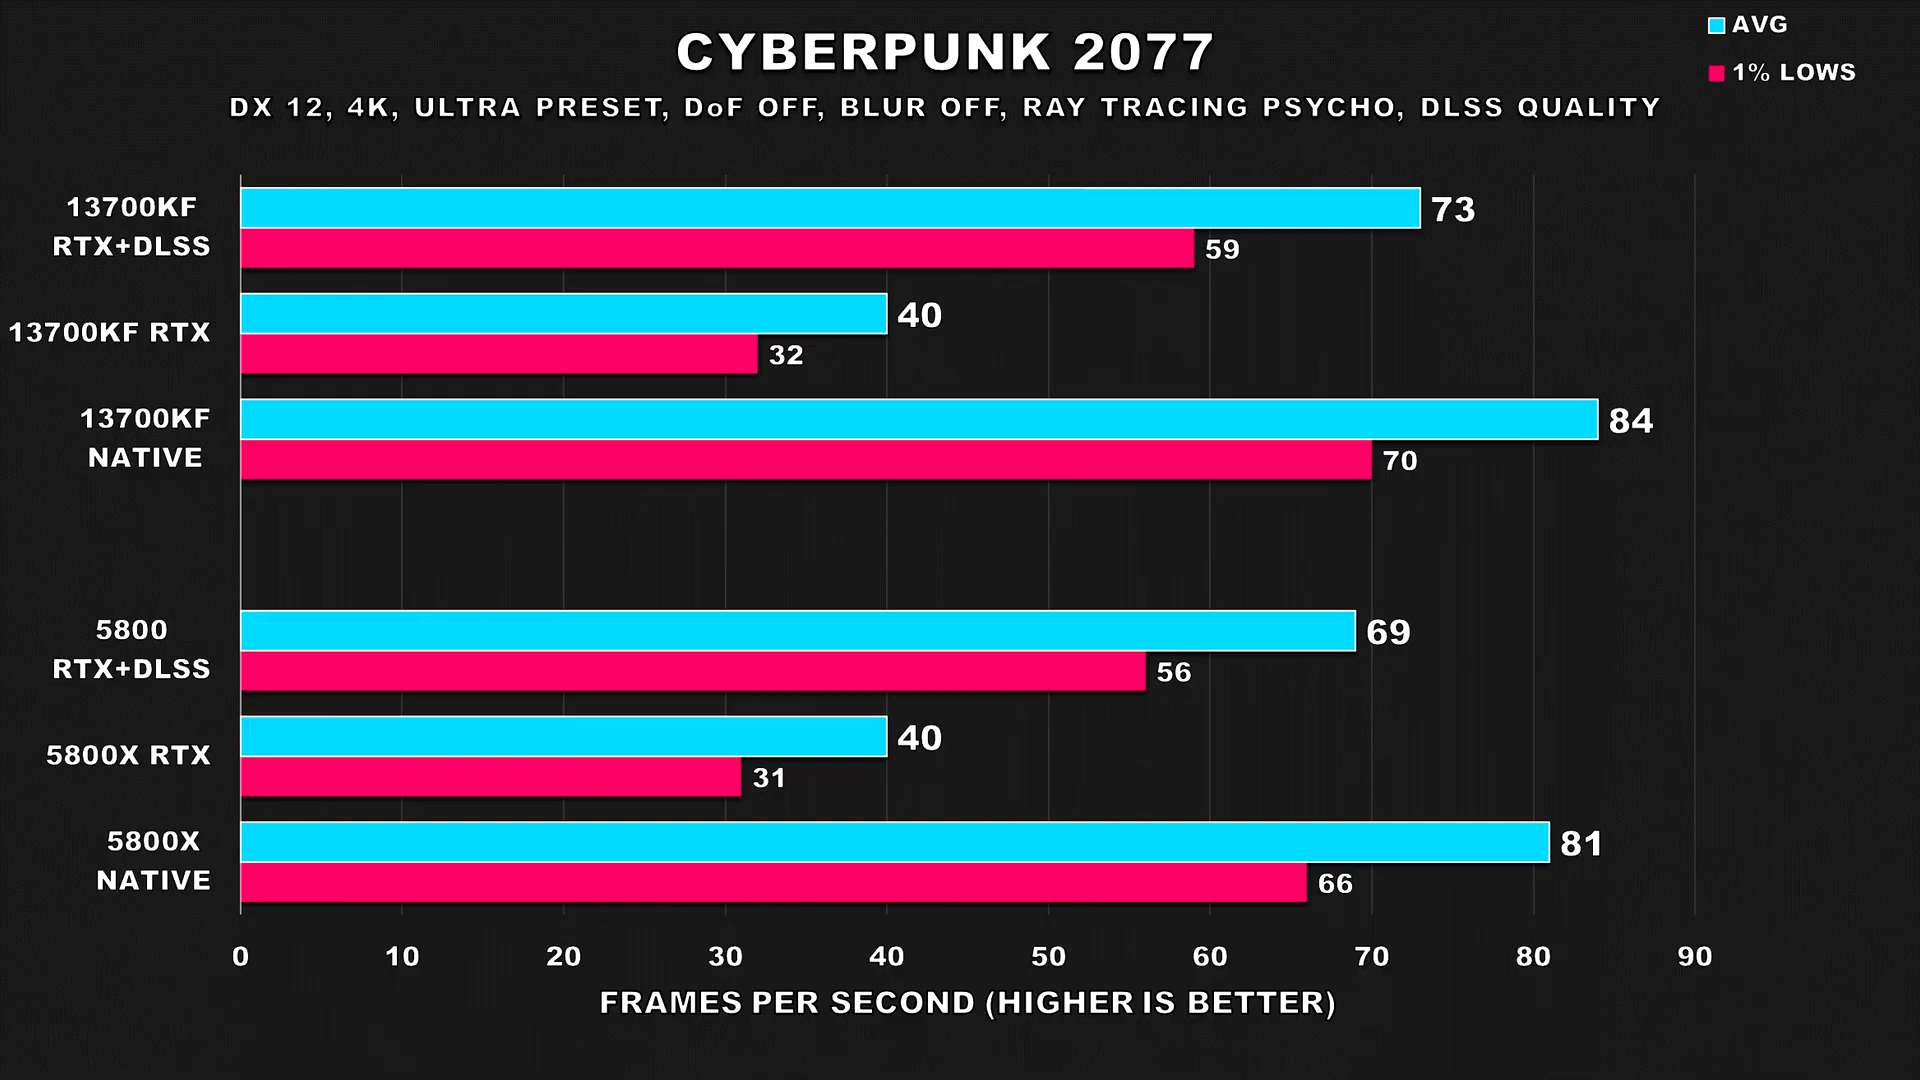 CYBERPUNK 2077
DX 12, 4K, ULTRA PRESET, DoF OFF, BLUR OFF, RAY TRACING PSYCHO, DLSS QUALITY
AVG
1% LOWS
13700KF
RTX+DLSS
73
59
13700KF RTX
40
32
13700KF
NATIVE
84
70
5800
RTX+DLSS
69
56
5800X RTX
40
31
5800X
NATIVE
81
66
0 10 20 30 40 50 60 70 80 90
FRAMES PER SECOND (HIGHER IS BETTER)